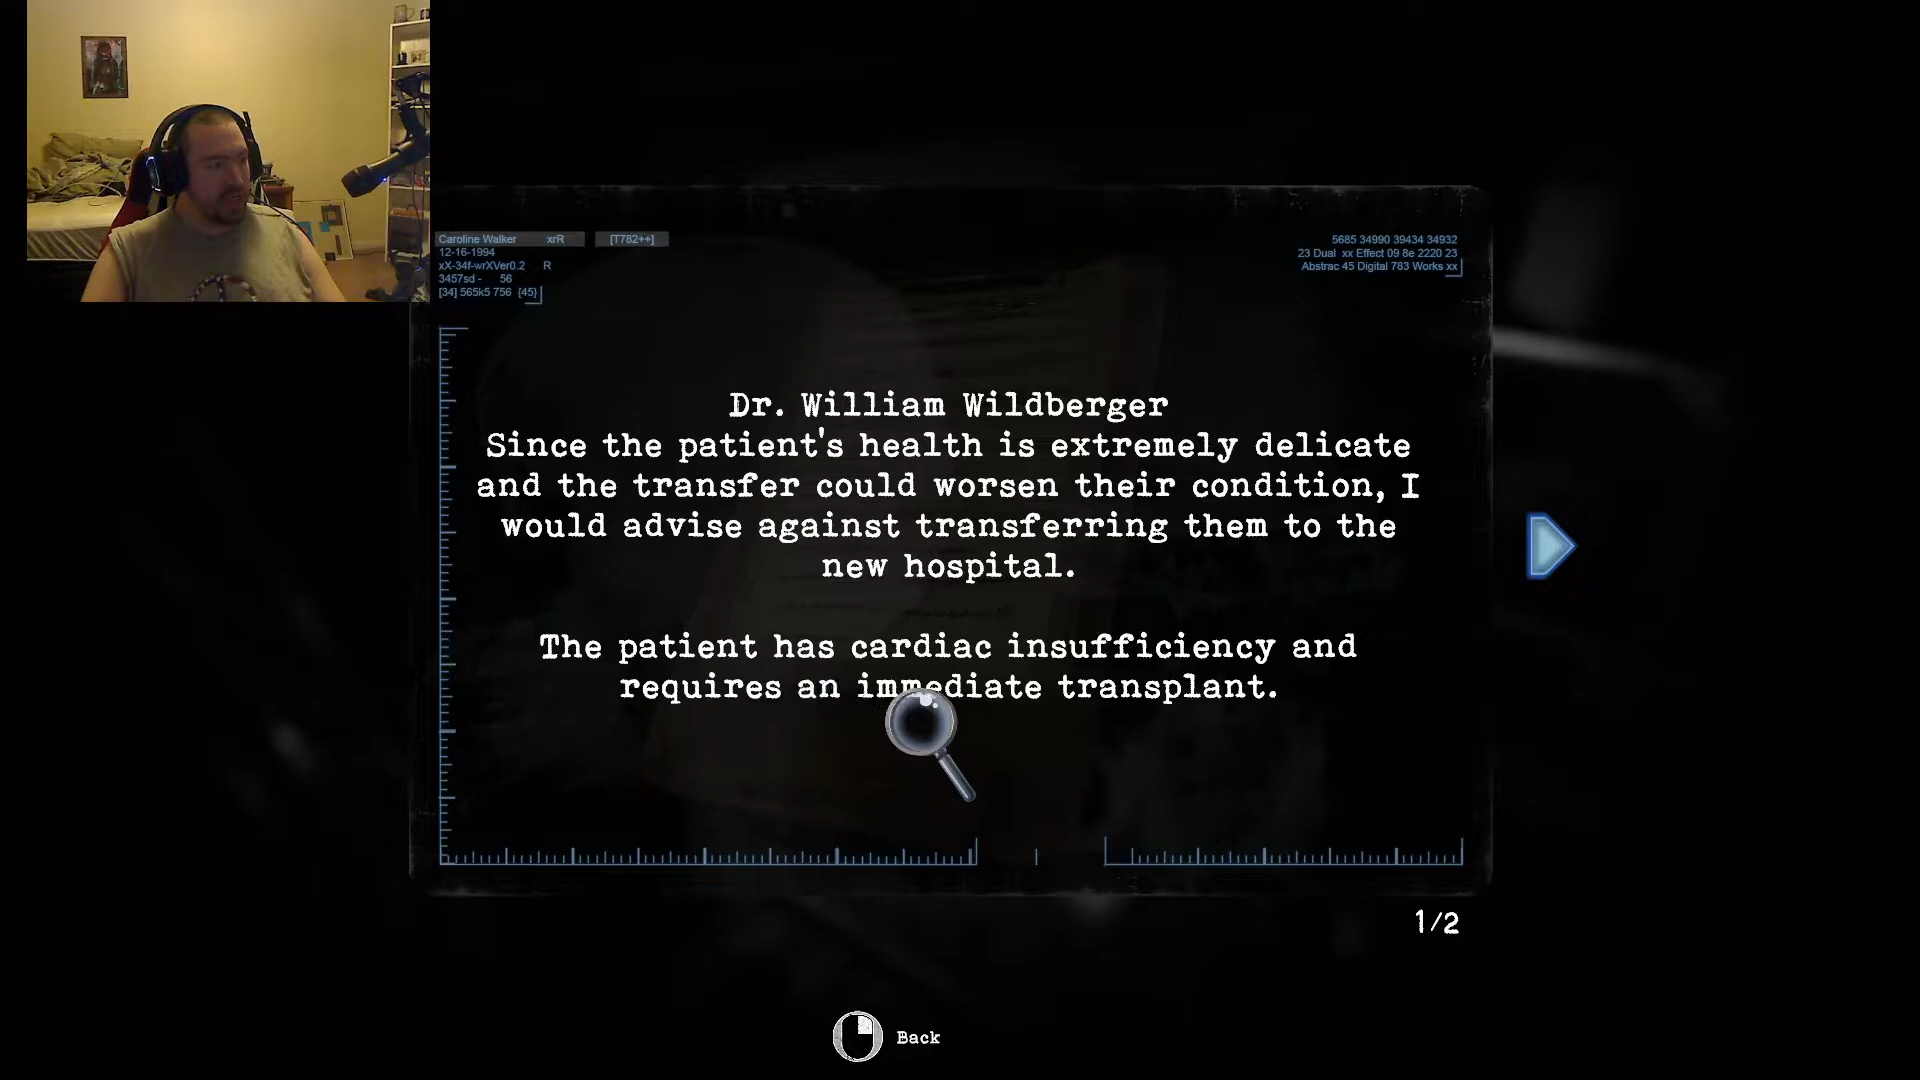 Caroline Walker xrR [T782++]
12-16-1994
xX-34f-wrXVer0.2 R
3457sd - 56
[34] 565k5 756 {45}
5685 34990 39434 34932
23 Dual xx Effect 09 8e 2220 23
Abstrac 45 Digital 783 Works xx
Dr. William Wildberger
Since the patient's health is extremely delicate
and the transfer could worsen their condition, I
would advise against transferring them to the
new hospital.
The patient has cardiac insufficiency and
requires an immediate transplant.
1/2
Back